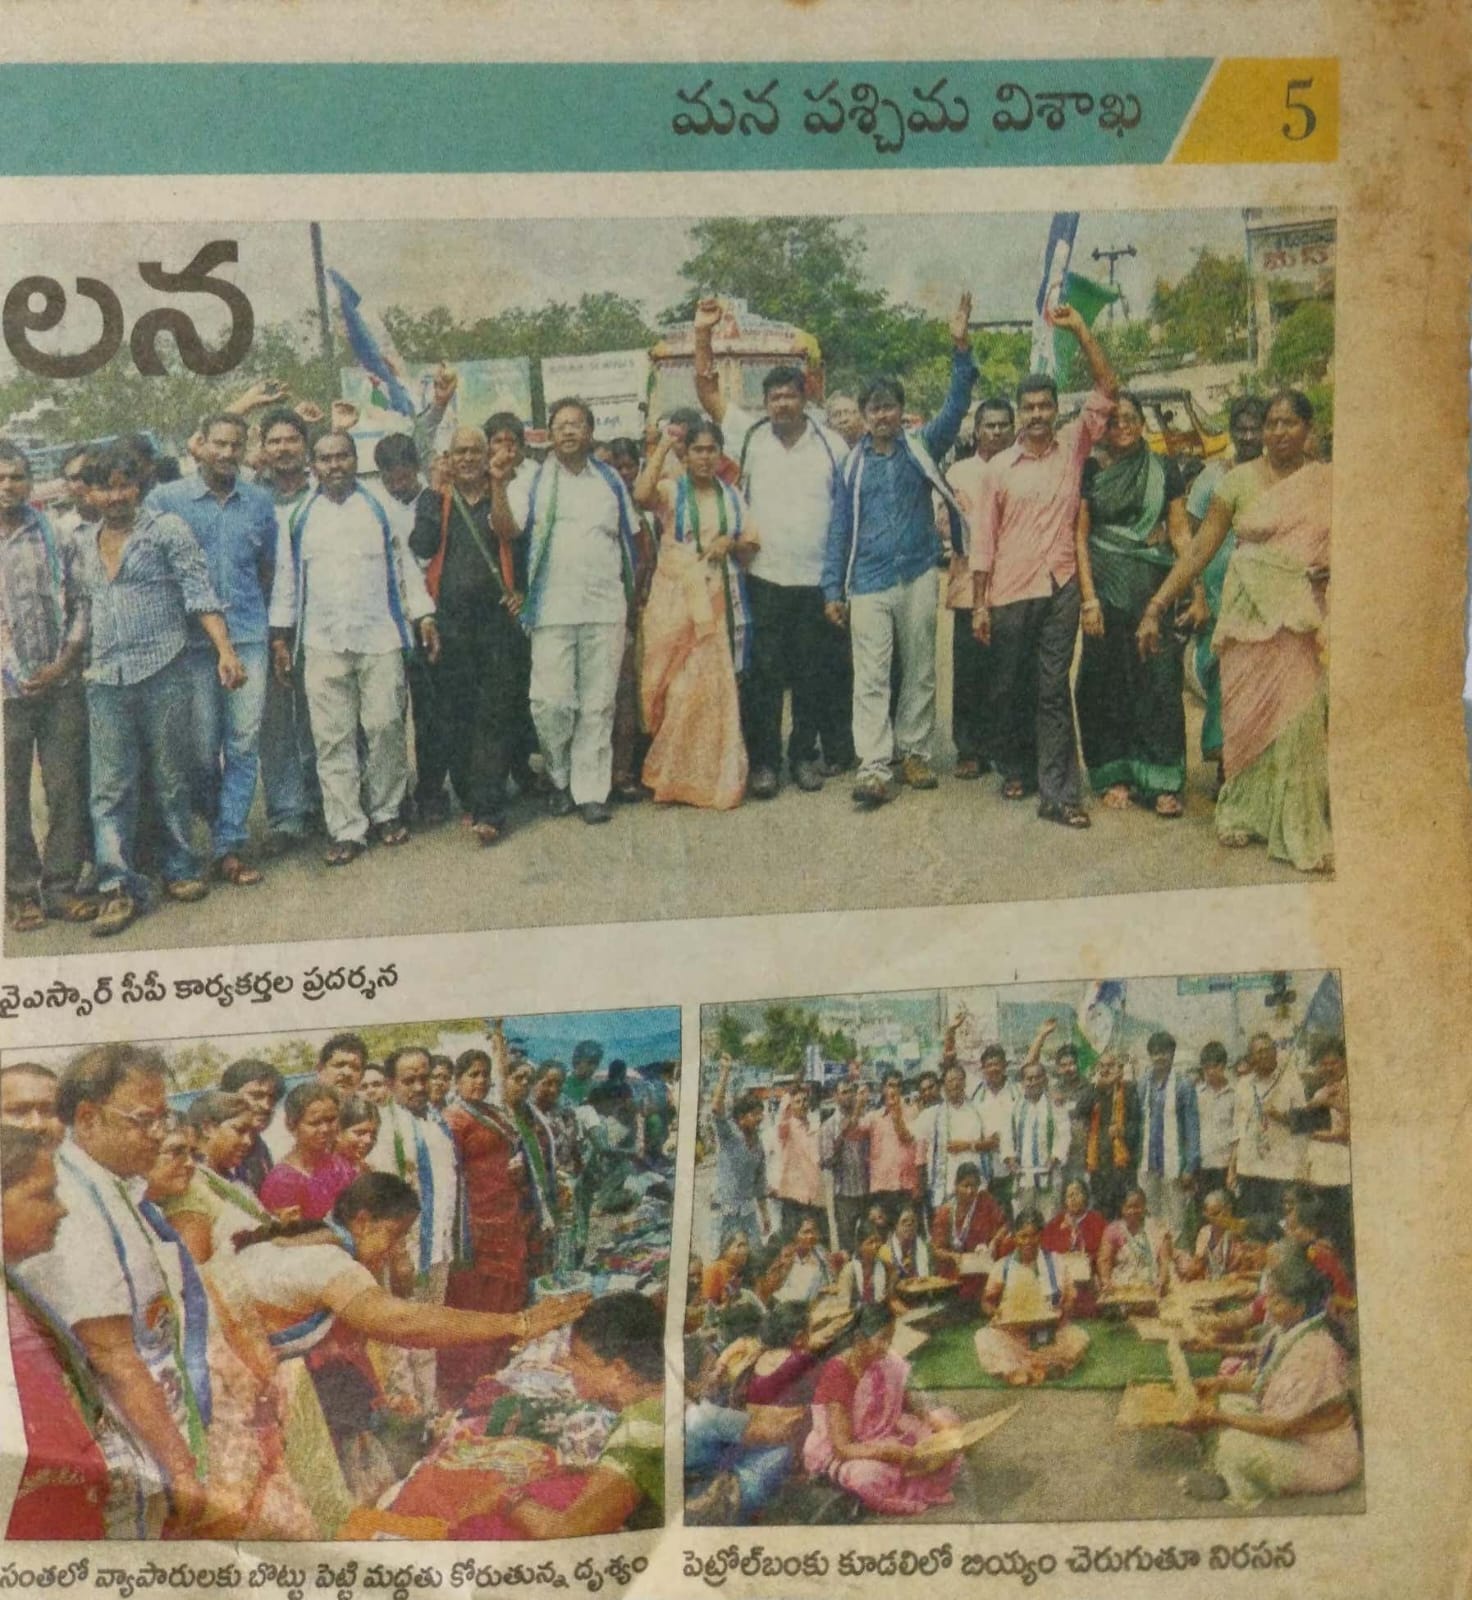 మన పశ్చిమ విశాఖ 5
లన
వైఎస్సార్ సీపీ కార్యకర్తల ప్రదర్శన
సంతలో వ్యాపారులకు బొట్టు పెట్టి మద్దతు కోరుతున్న దృశ్యం
పెట్రోల్‌బంకు కూడలిలో బియ్యం చెరుగుతూ నిరసన